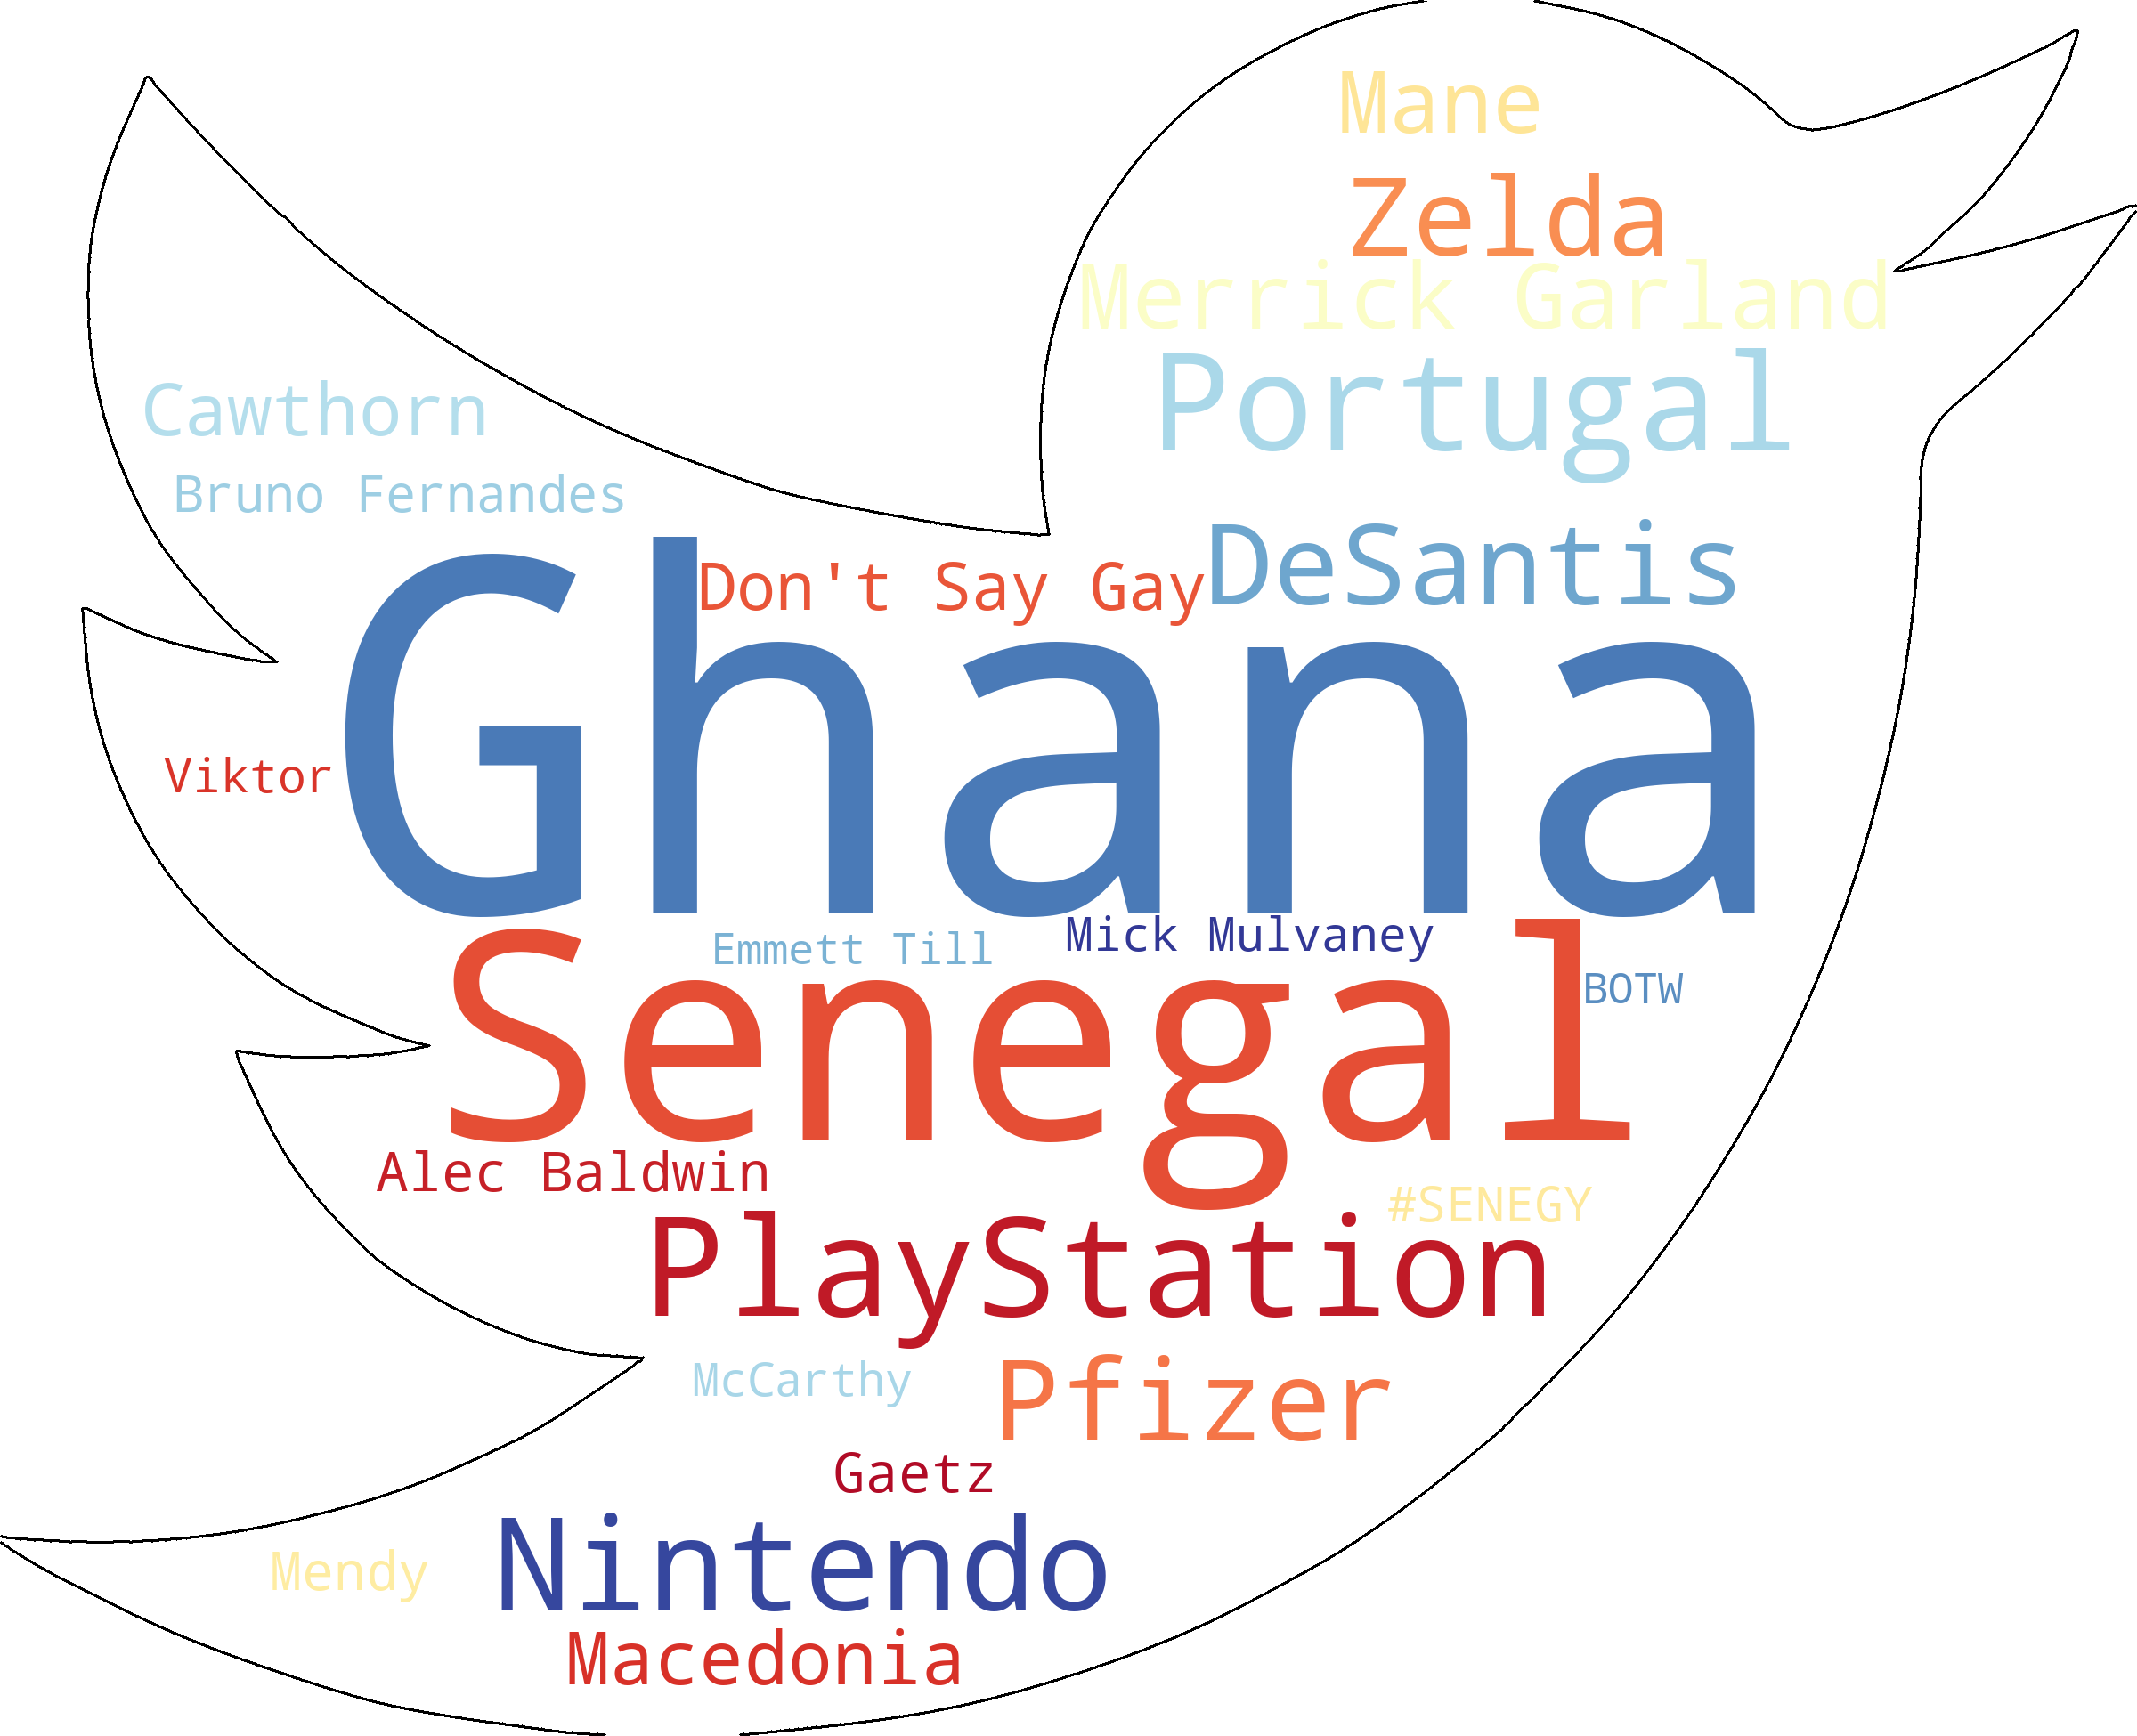 Mane
Zelda
Merrick Garland
Portugal
Cawthorn
Bruno Fernandes
DeSantis
Don't Say Gay
Ghana
Viktor
Emmett Till
Mick Mulvaney
BOTW
Senegal
Alec Baldwin
#SENEGY
PlayStation
McCarthy
Pfizer
Gaetz
Nintendo
Mendy
Macedonia